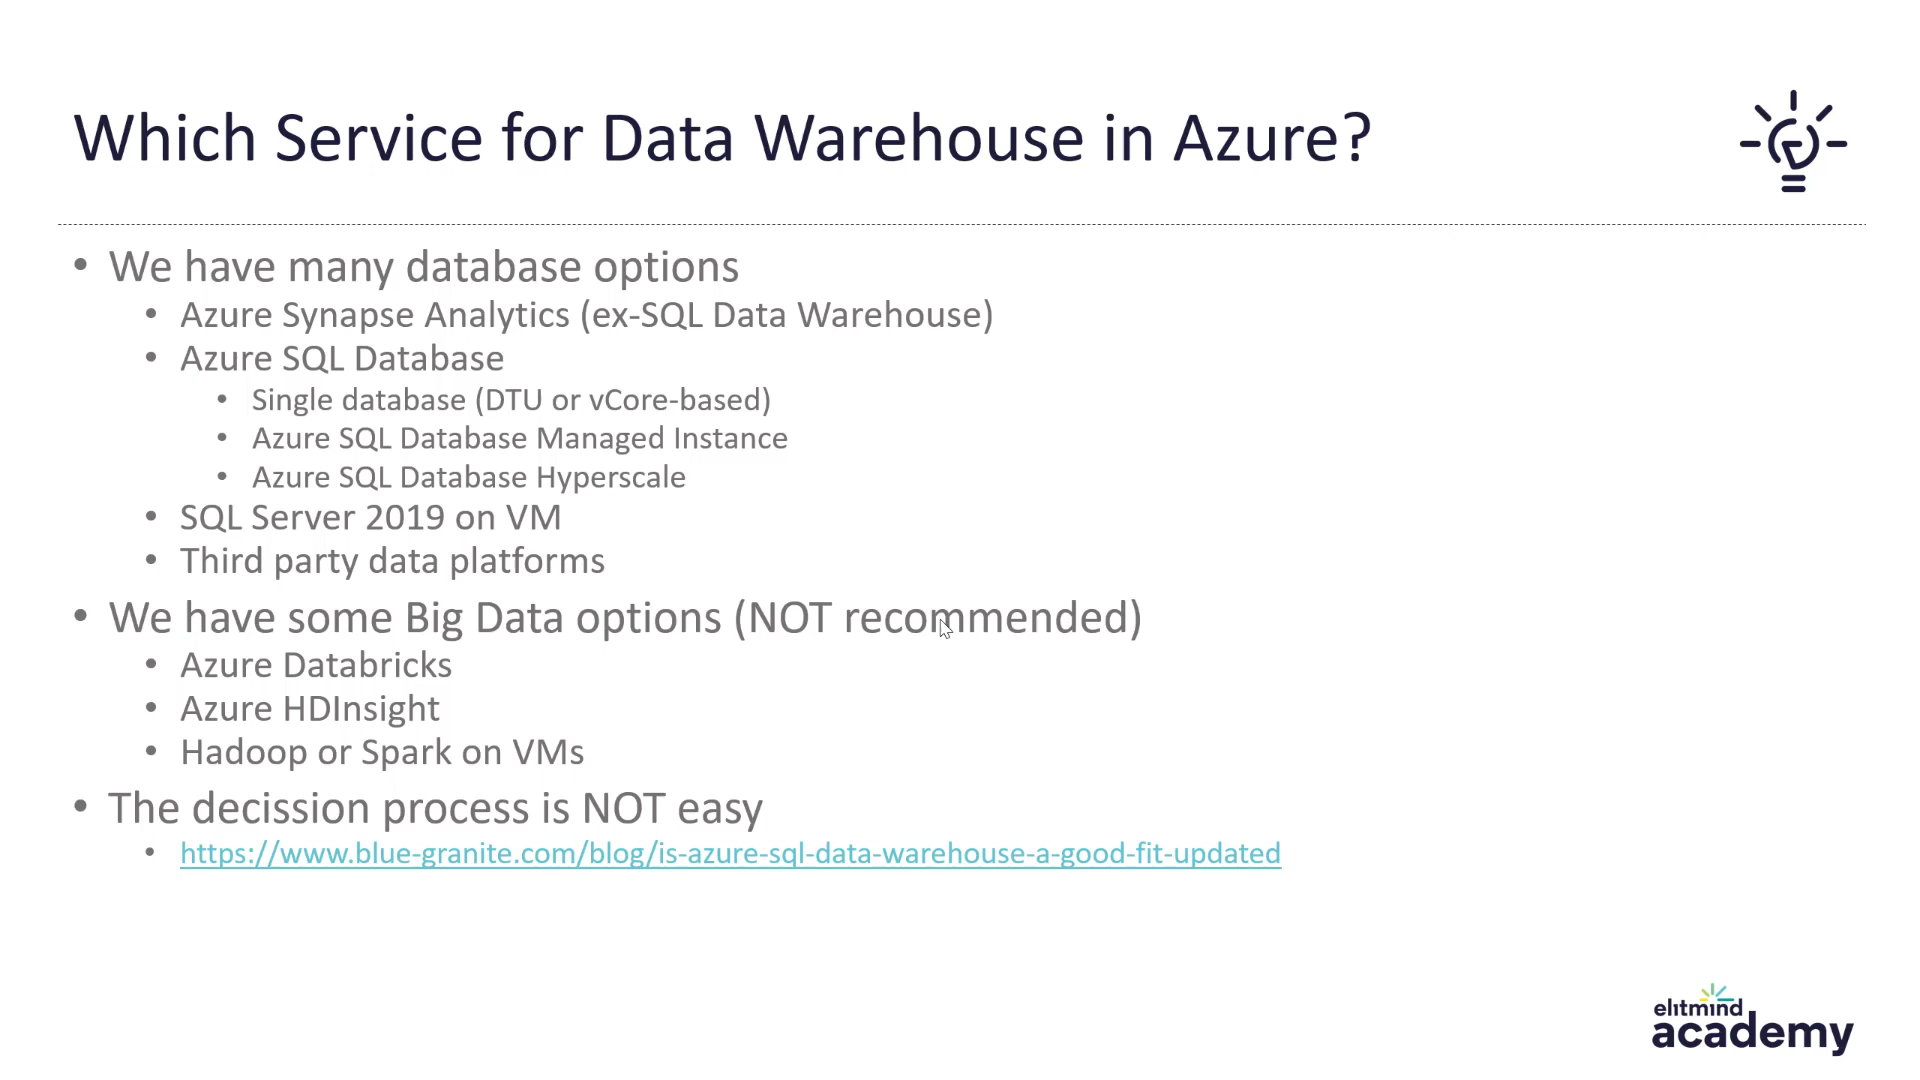 Which Service for Data Warehouse in Azure?
• We have many database options
• Azure Synapse Analytics (ex-SQL Data Warehouse)
• Azure SQL Database
• Single database (DTU or vCore-based)
• Azure SQL Database Managed Instance
• Azure SQL Database Hyperscale
• SQL Server 2019 on VM
• Third party data platforms
• We have some Big Data options (NOT recommended)
• Azure Databricks
• Azure HDInsight
• Hadoop or Spark on VMs
• The decission process is NOT easy
• https://www.blue-granite.com/blog/is-azure-sql-data-warehouse-a-good-fit-updated
elitmind
academy